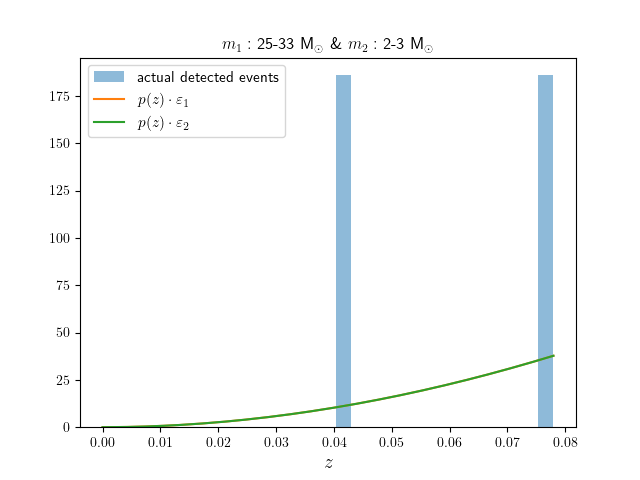 m₁ : 25-33 M⊙ & m₂ : 2-3 M⊙
actual detected events
p(z) · ε₁
p(z) · ε₂
175
150
125
100
75
50
25
0
0.00 0.01 0.02 0.03 0.04 0.05 0.06 0.07 0.08
z